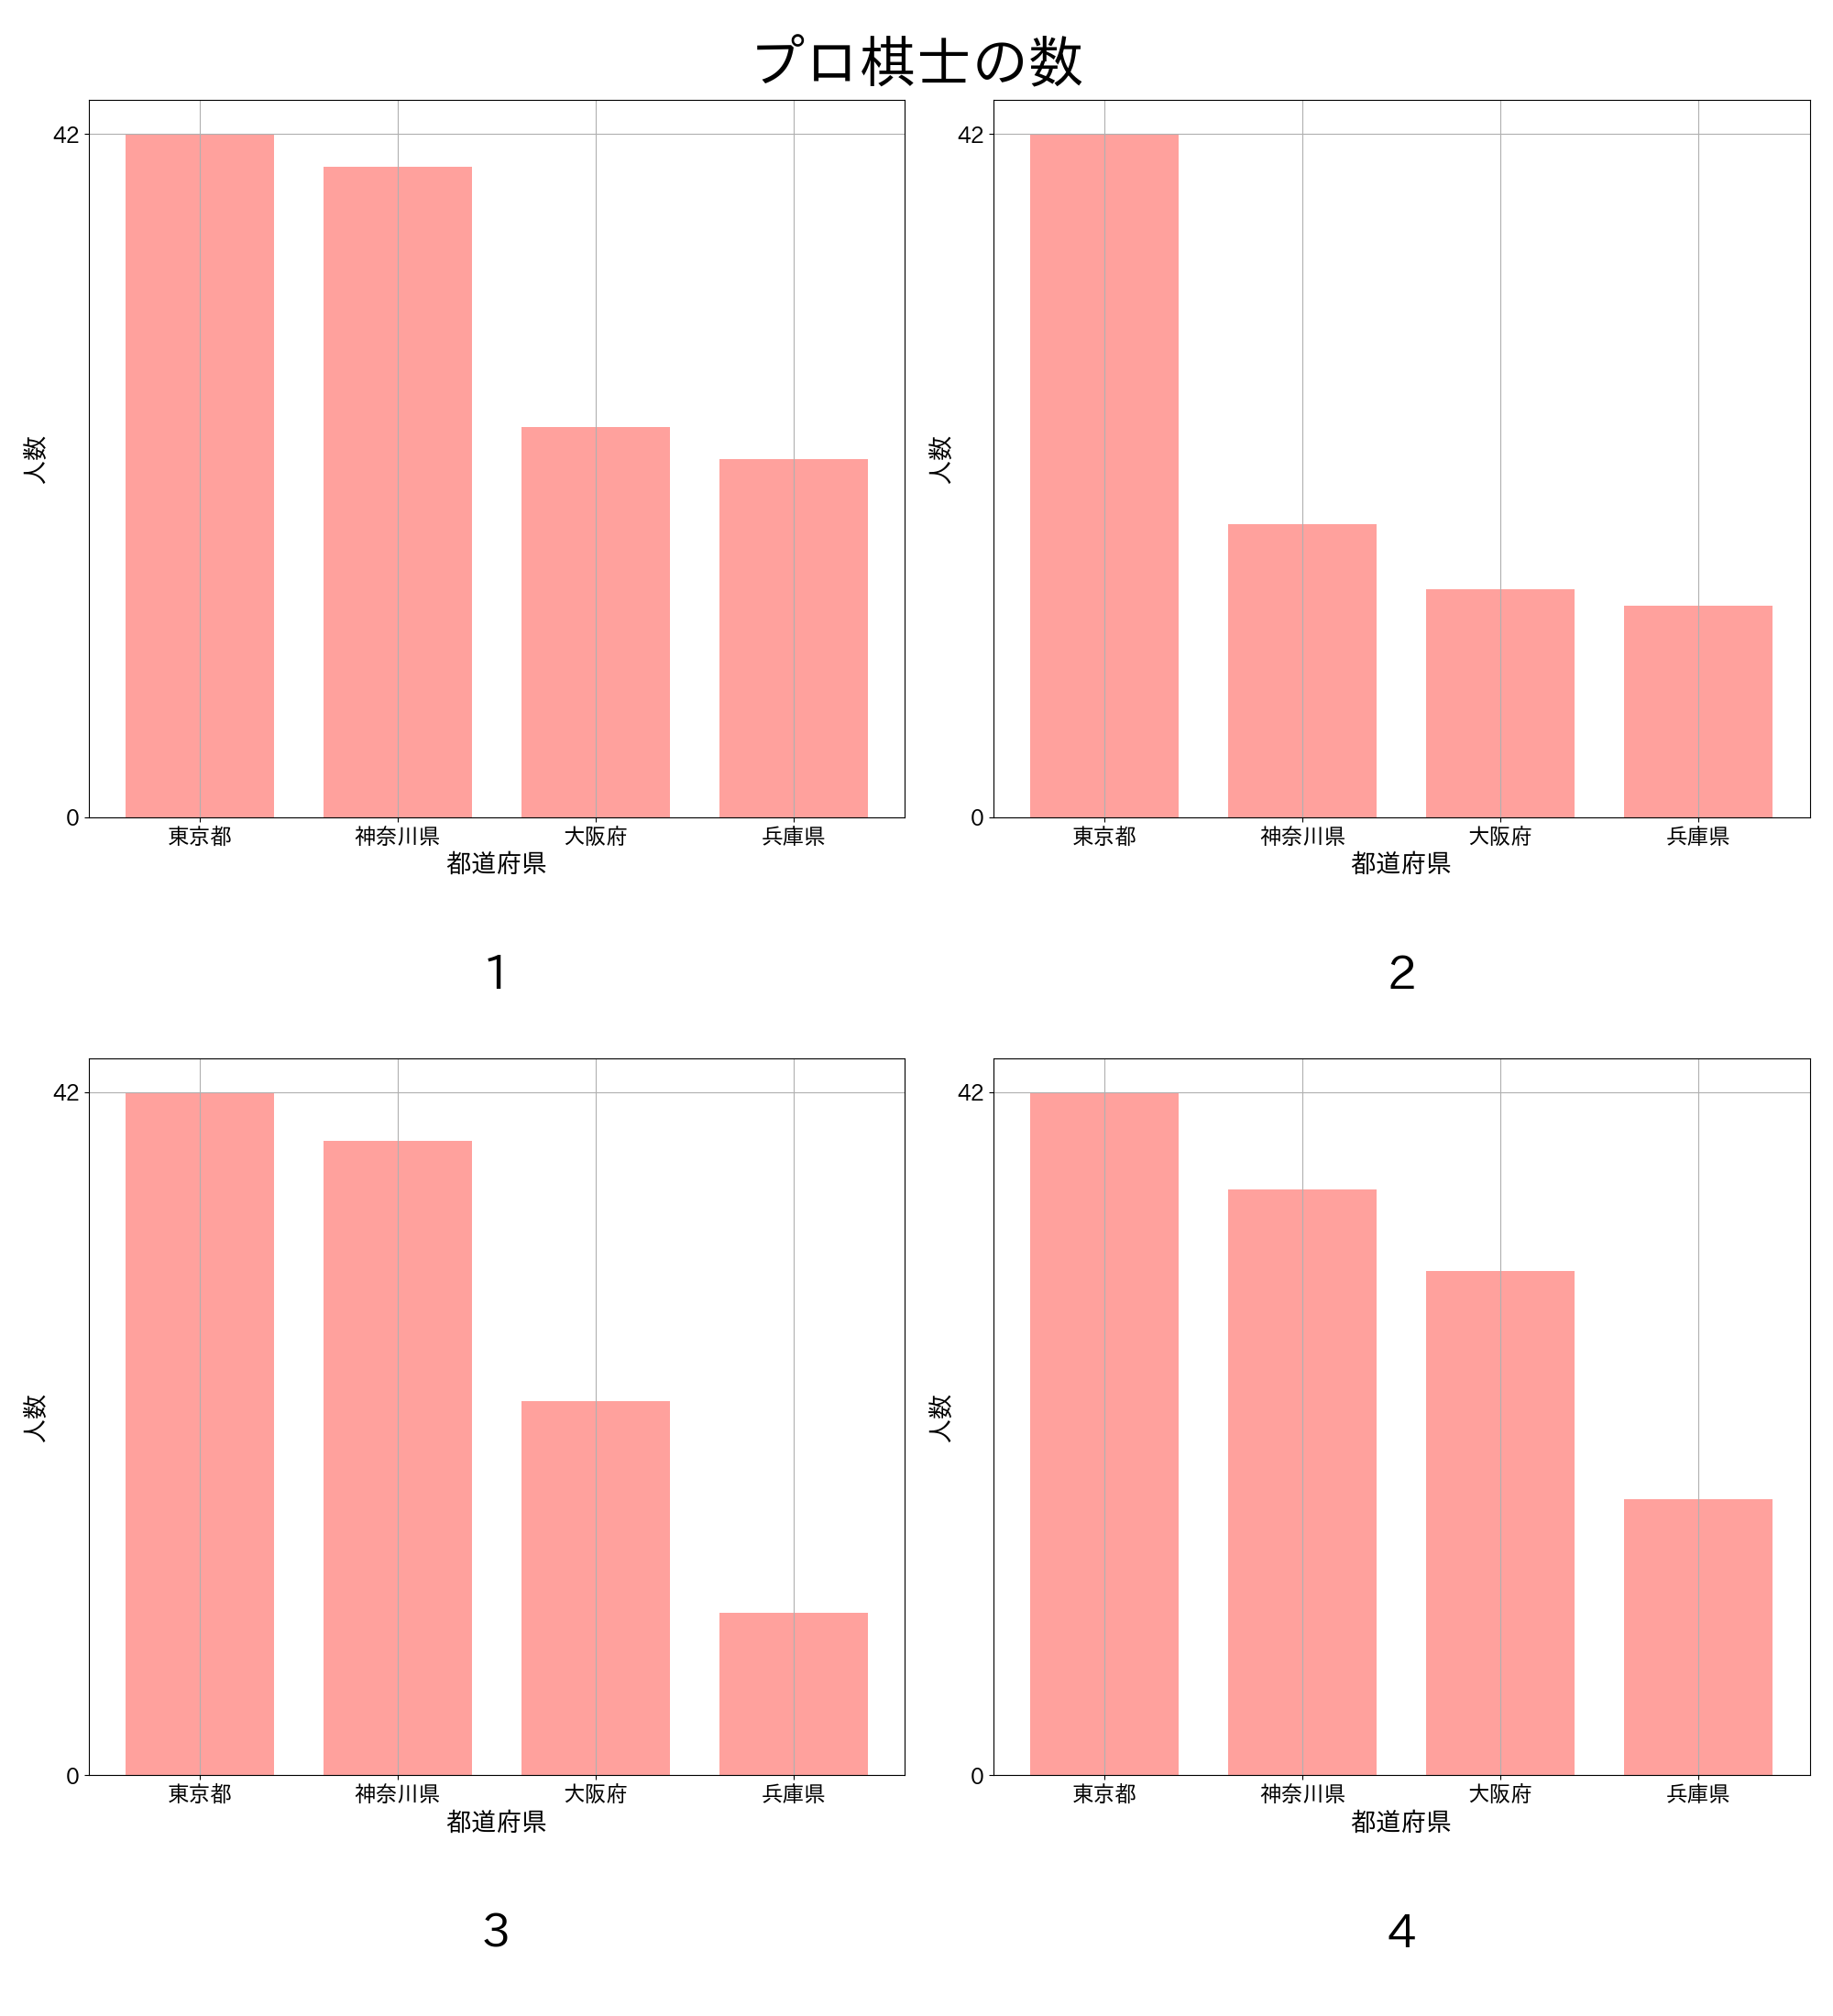 プロ棋士の数
42
0
人数
東京都 神奈川県 大阪府 兵庫県
都道府県
1
42
0
人数
東京都 神奈川県 大阪府 兵庫県
都道府県
2
42
0
人数
東京都 神奈川県 大阪府 兵庫県
都道府県
3
42
0
人数
東京都 神奈川県 大阪府 兵庫県
都道府県
4